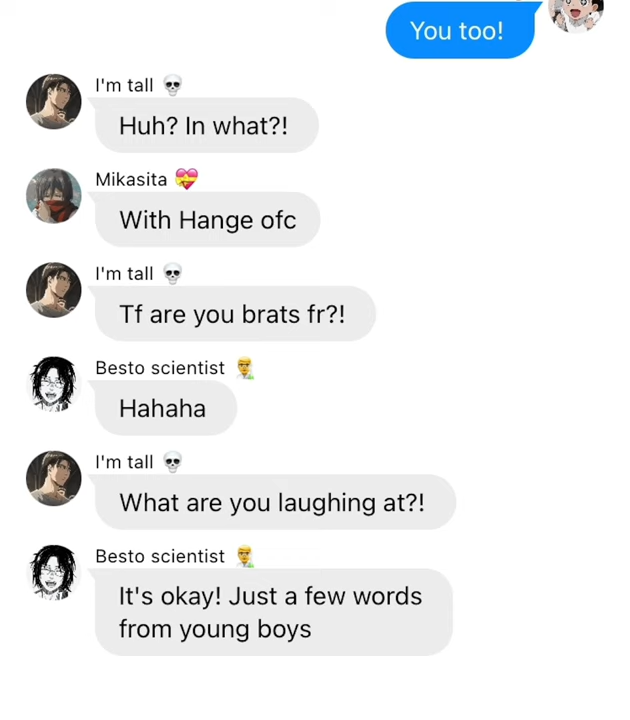 You too!
I'm tall 💀
Huh? In what?!
Mikasita 💝
With Hange ofc
I'm tall 💀
Tf are you brats fr?!
Besto scientist 👨‍🔬
Hahaha
I'm tall 💀
What are you laughing at?!
Besto scientist 👨‍🔬
It's okay! Just a few words
from young boys